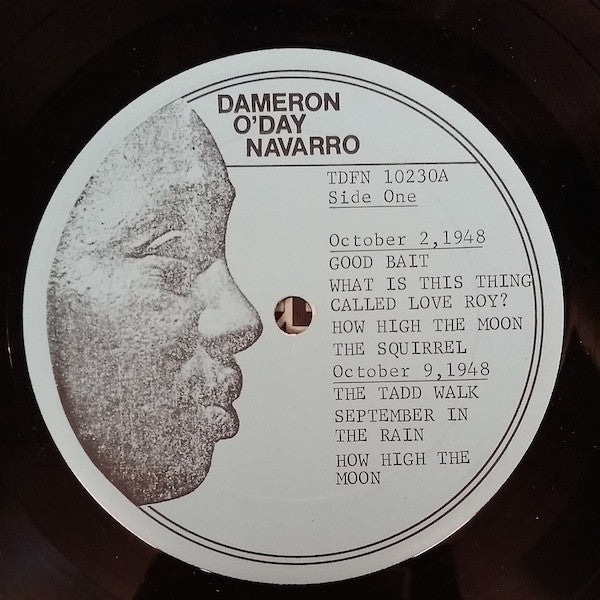 DAMERON
O'DAY
NAVARRO
TDFN 10230A
Side One
October 2,1948
GOOD BAIT
WHAT IS THIS THING
CALLED LOVE ROY?
HOW HIGH THE MOON
THE SQUIRREL
October 9,1948
THE TADD WALK
SEPTEMBER IN
THE RAIN
HOW HIGH THE
MOON